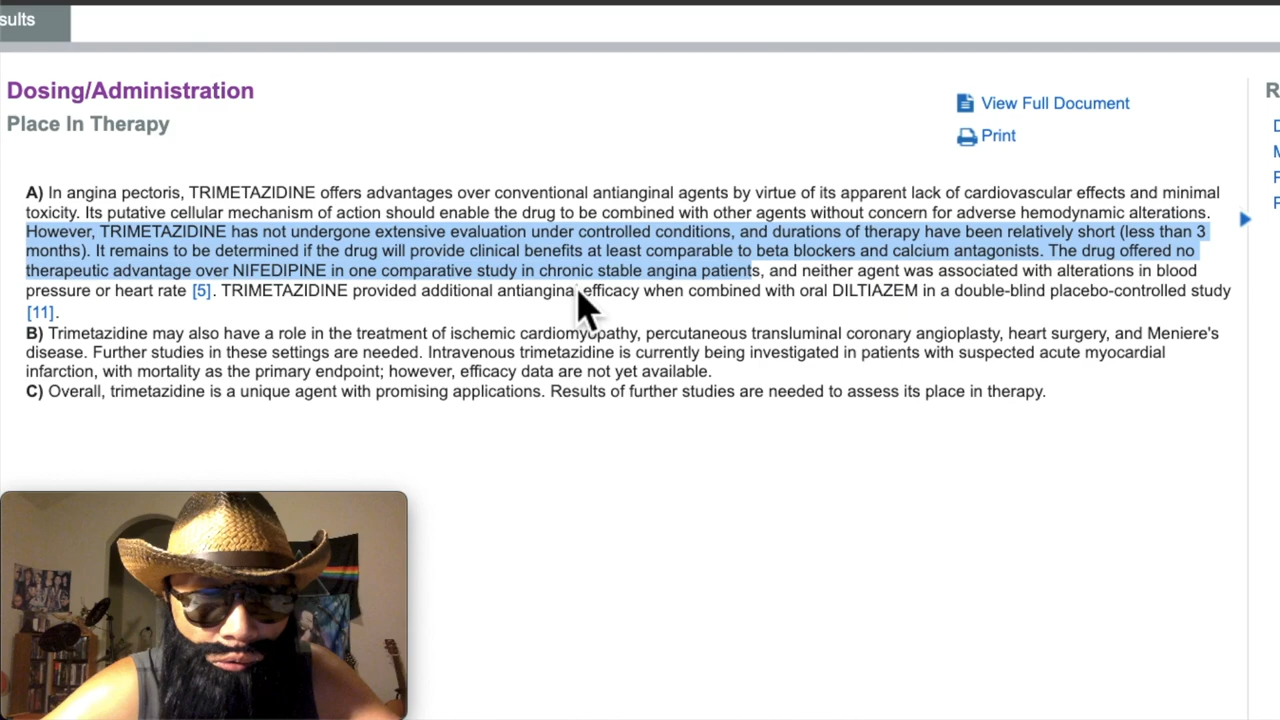 sults
Dosing/Administration
Place In Therapy
View Full Document
Print
R
A) In angina pectoris, TRIMETAZIDINE offers advantages over conventional antianginal agents by virtue of its apparent lack of cardiovascular effects and minimal
toxicity. Its putative cellular mechanism of action should enable the drug to be combined with other agents without concern for adverse hemodynamic alterations.
However, TRIMETAZIDINE has not undergone extensive evaluation under controlled conditions, and durations of therapy have been relatively short (less than 3
months). It remains to be determined if the drug will provide clinical benefits at least comparable to beta blockers and calcium antagonists. The drug offered no
therapeutic advantage over NIFEDIPINE in one comparative study in chronic stable angina patients, and neither agent was associated with alterations in blood
pressure or heart rate [5]. TRIMETAZIDINE provided additional antianginal efficacy when combined with oral DILTIAZEM in a double-blind placebo-controlled study
[11].
B) Trimetazidine may also have a role in the treatment of ischemic cardiomyopathy, percutaneous transluminal coronary angioplasty, heart surgery, and Meniere's
disease. Further studies in these settings are needed. Intravenous trimetazidine is currently being investigated in patients with suspected acute myocardial
infarction, with mortality as the primary endpoint; however, efficacy data are not yet available.
C) Overall, trimetazidine is a unique agent with promising applications. Results of further studies are needed to assess its place in therapy.